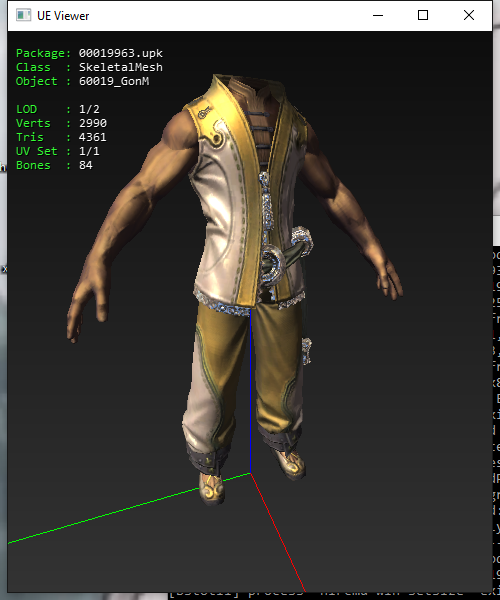 UE Viewer
Package: 00019963.upk
Class  : SkeletalMesh
Object : 60019_GonM
LOD    : 1/2
Verts  : 2990
Tris   : 4361
UV Set : 1/1
Bones  : 84